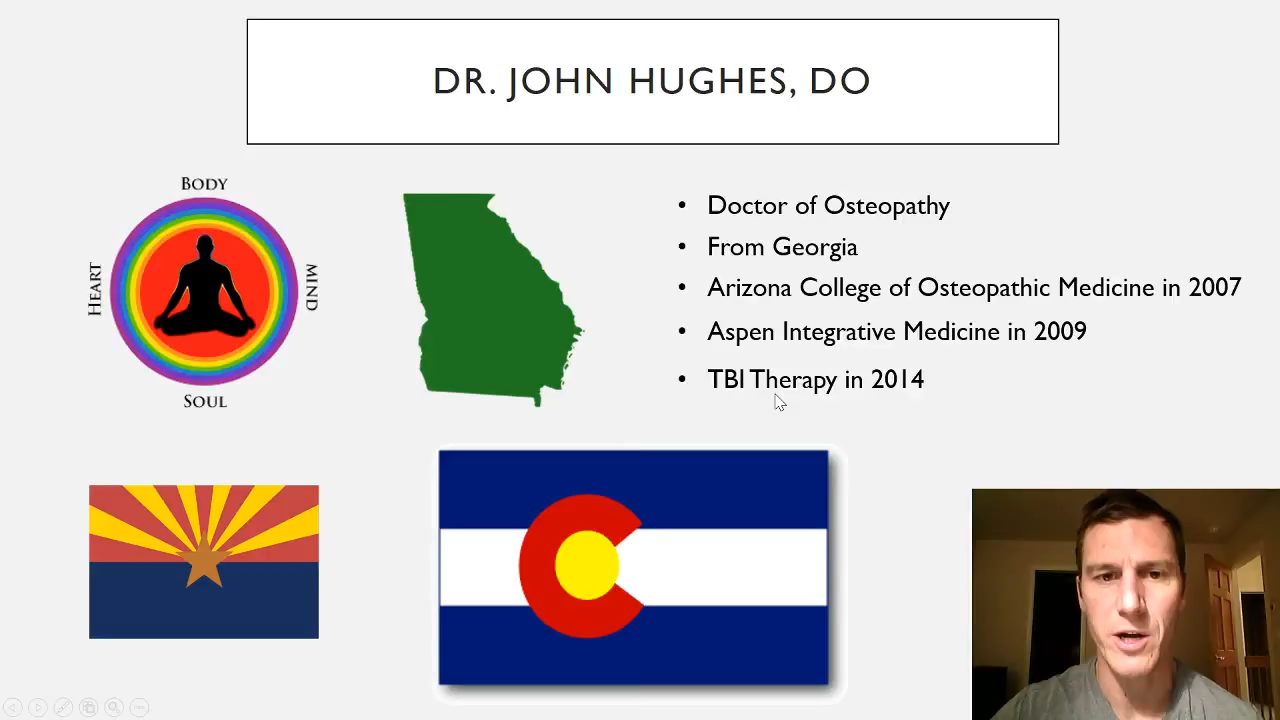 DR. JOHN HUGHES, DO
BODY
HEART
MIND
SOUL
• Doctor of Osteopathy
• From Georgia
• Arizona College of Osteopathic Medicine in 2007
• Aspen Integrative Medicine in 2009
• TBI Therapy in 2014